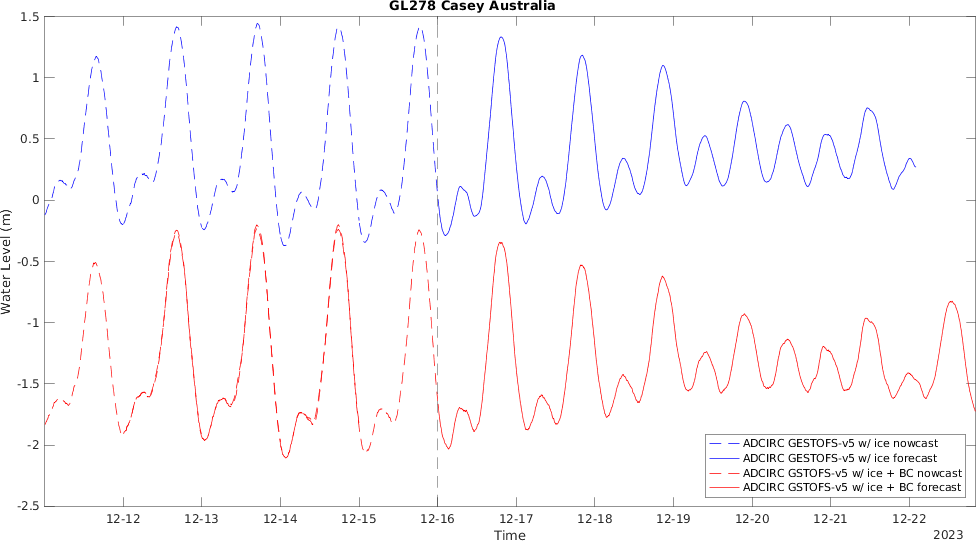 GL278 Casey Australia
1.5
1
0.5
0
-0.5
-1
-1.5
-2
-2.5
Water Level (m)
12-12 12-13 12-14 12-15 12-16 12-17 12-18 12-19 12-20 12-21 12-22
Time
2023
ADCIRC GESTOFS-v5 w/ ice nowcast
ADCIRC GESTOFS-v5 w/ ice forecast
ADCIRC GSTOFS-v5 w/ ice + BC nowcast
ADCIRC GSTOFS-v5 w/ ice + BC forecast